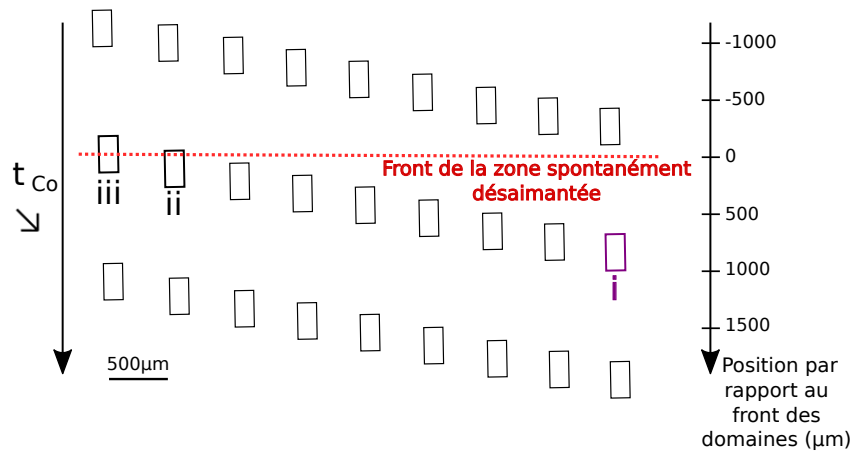 -1000
-500
0
Front de la zone spontanément
désaimantée
t Co
iii
ii
500
1000
i
1500
500μm
Position par
rapport au
front des
domaines (μm)